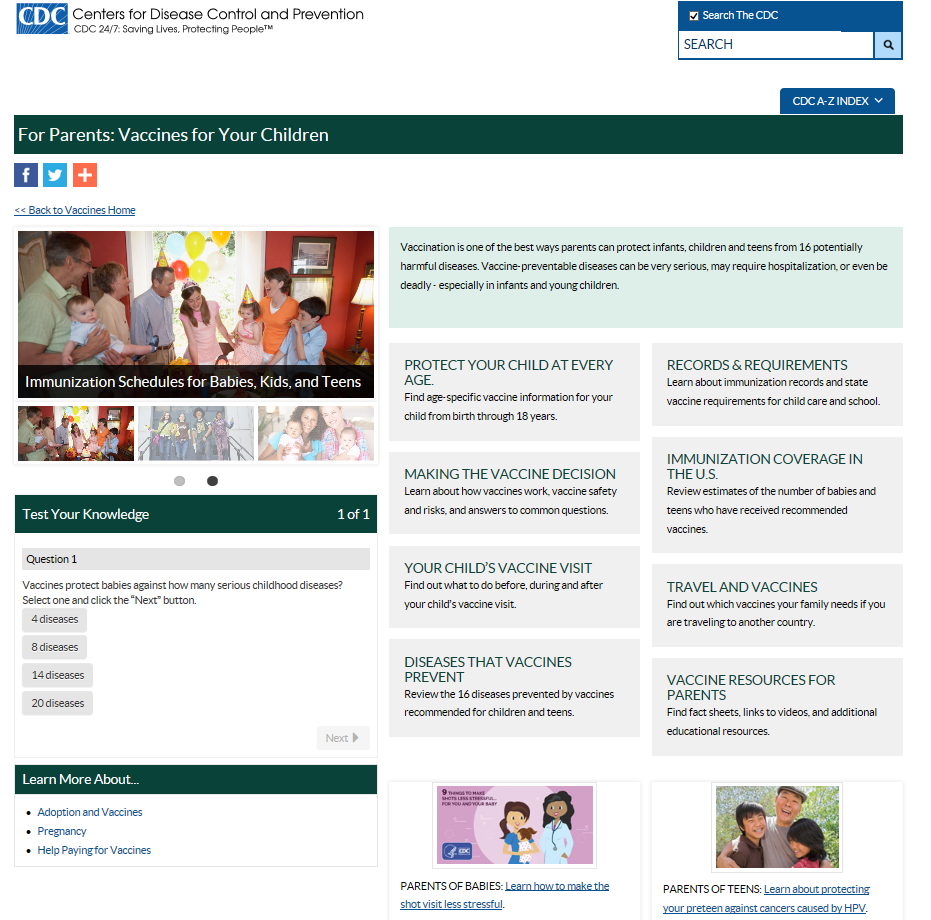 CDC Centers for Disease Control and Prevention
CDC 24/7: Saving Lives, Protecting People™
Search The CDC
SEARCH
CDC A-Z INDEX
For Parents: Vaccines for Your Children
<< Back to Vaccines Home
Immunization Schedules for Babies, Kids, and Teens
Test Your Knowledge 1 of 1
Question 1
Vaccines protect babies against how many serious childhood diseases?
Select one and click the “Next” button.
4 diseases
8 diseases
14 diseases
20 diseases
Next
Learn More About...
Adoption and Vaccines
Pregnancy
Help Paying for Vaccines
Vaccination is one of the best ways parents can protect infants, children and teens from 16 potentially
harmful diseases. Vaccine-preventable diseases can be very serious, may require hospitalization, or even be
deadly - especially in infants and young children.
PROTECT YOUR CHILD AT EVERY
AGE.
Find age-specific vaccine information for your
child from birth through 18 years.
MAKING THE VACCINE DECISION
Learn about how vaccines work, vaccine safety
and risks, and answers to common questions.
YOUR CHILD’S VACCINE VISIT
Find out what to do before, during and after
your child’s vaccine visit.
DISEASES THAT VACCINES
PREVENT
Review the 16 diseases prevented by vaccines
recommended for children and teens.
RECORDS & REQUIREMENTS
Learn about immunization records and state
vaccine requirements for child care and school.
IMMUNIZATION COVERAGE IN
THE U.S.
Review estimates of the number of babies and
teens who have received recommended
vaccines.
TRAVEL AND VACCINES
Find out which vaccines your family needs if you
are traveling to another country.
VACCINE RESOURCES FOR
PARENTS
Find fact sheets, links to videos, and additional
educational resources.
9 THINGS TO MAKE
SHOTS LESS STRESSFUL...
FOR YOU AND YOUR BABY
CDC
PARENTS OF BABIES: Learn how to make the
shot visit less stressful.
PARENTS OF TEENS: Learn about protecting
your preteen against cancers caused by HPV.